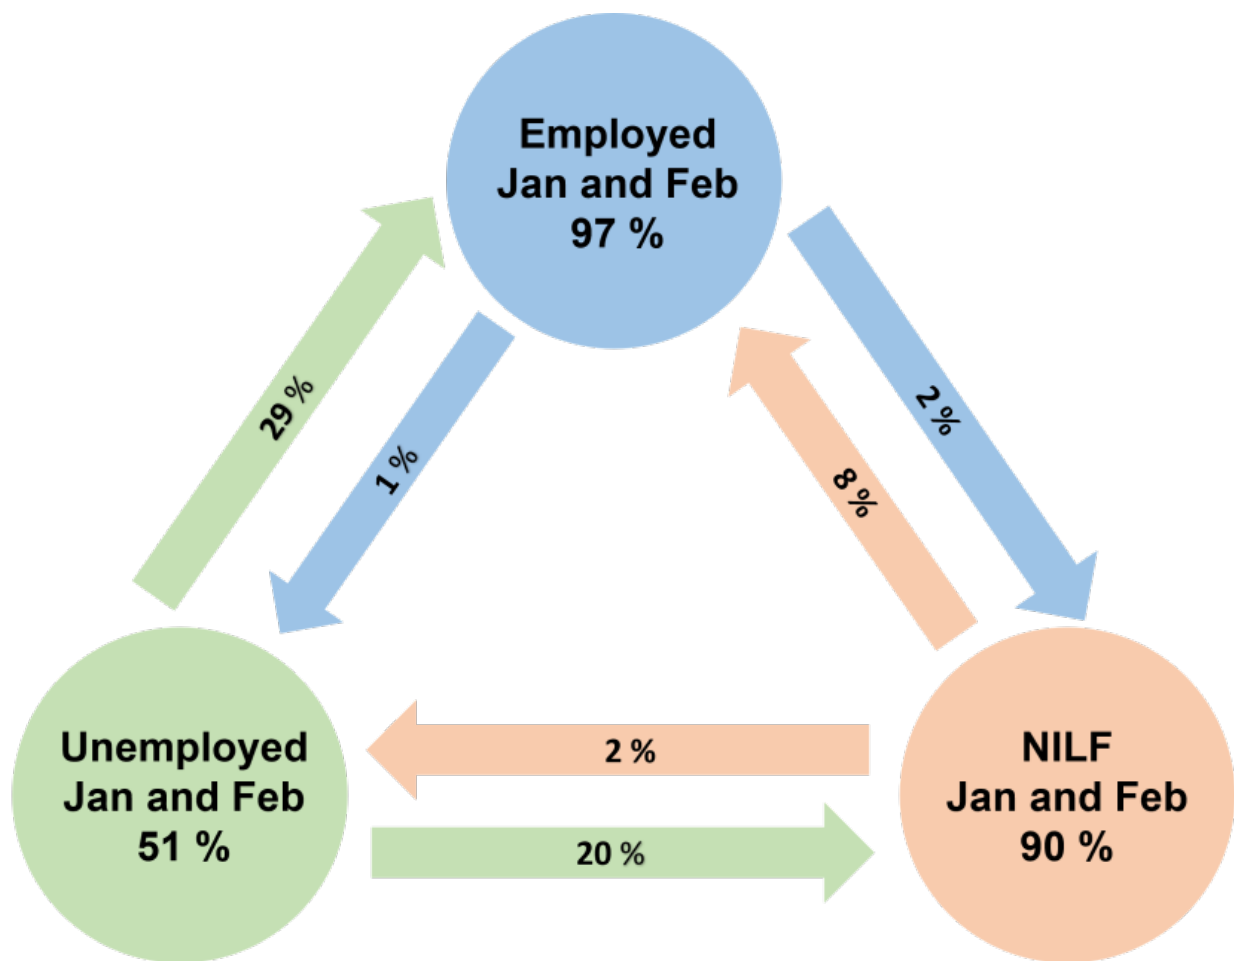 Employed
Jan and Feb
97 %
29 %
1 %
2 %
8 %
Unemployed
Jan and Feb
51 %
2 %
20 %
NILF
Jan and Feb
90 %